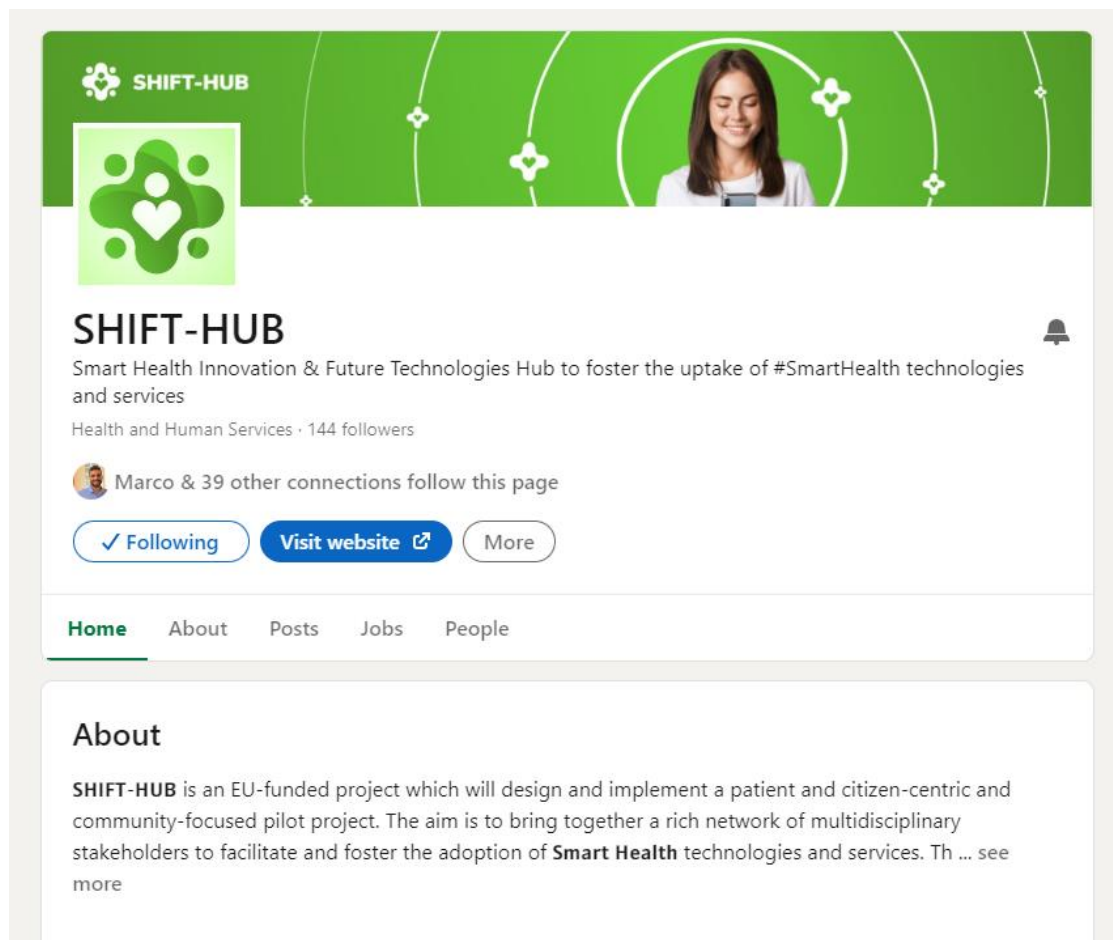 SHIFT-HUB
SHIFT-HUB
Smart Health Innovation & Future Technologies Hub to foster the uptake of #SmartHealth technologies
and services
Health and Human Services · 144 followers
Marco & 39 other connections follow this page
Following
Visit website
More
Home
About
Posts
Jobs
People
About
SHIFT-HUB is an EU-funded project which will design and implement a patient and citizen-centric and
community-focused pilot project. The aim is to bring together a rich network of multidisciplinary
stakeholders to facilitate and foster the adoption of Smart Health technologies and services. Th ... see
more